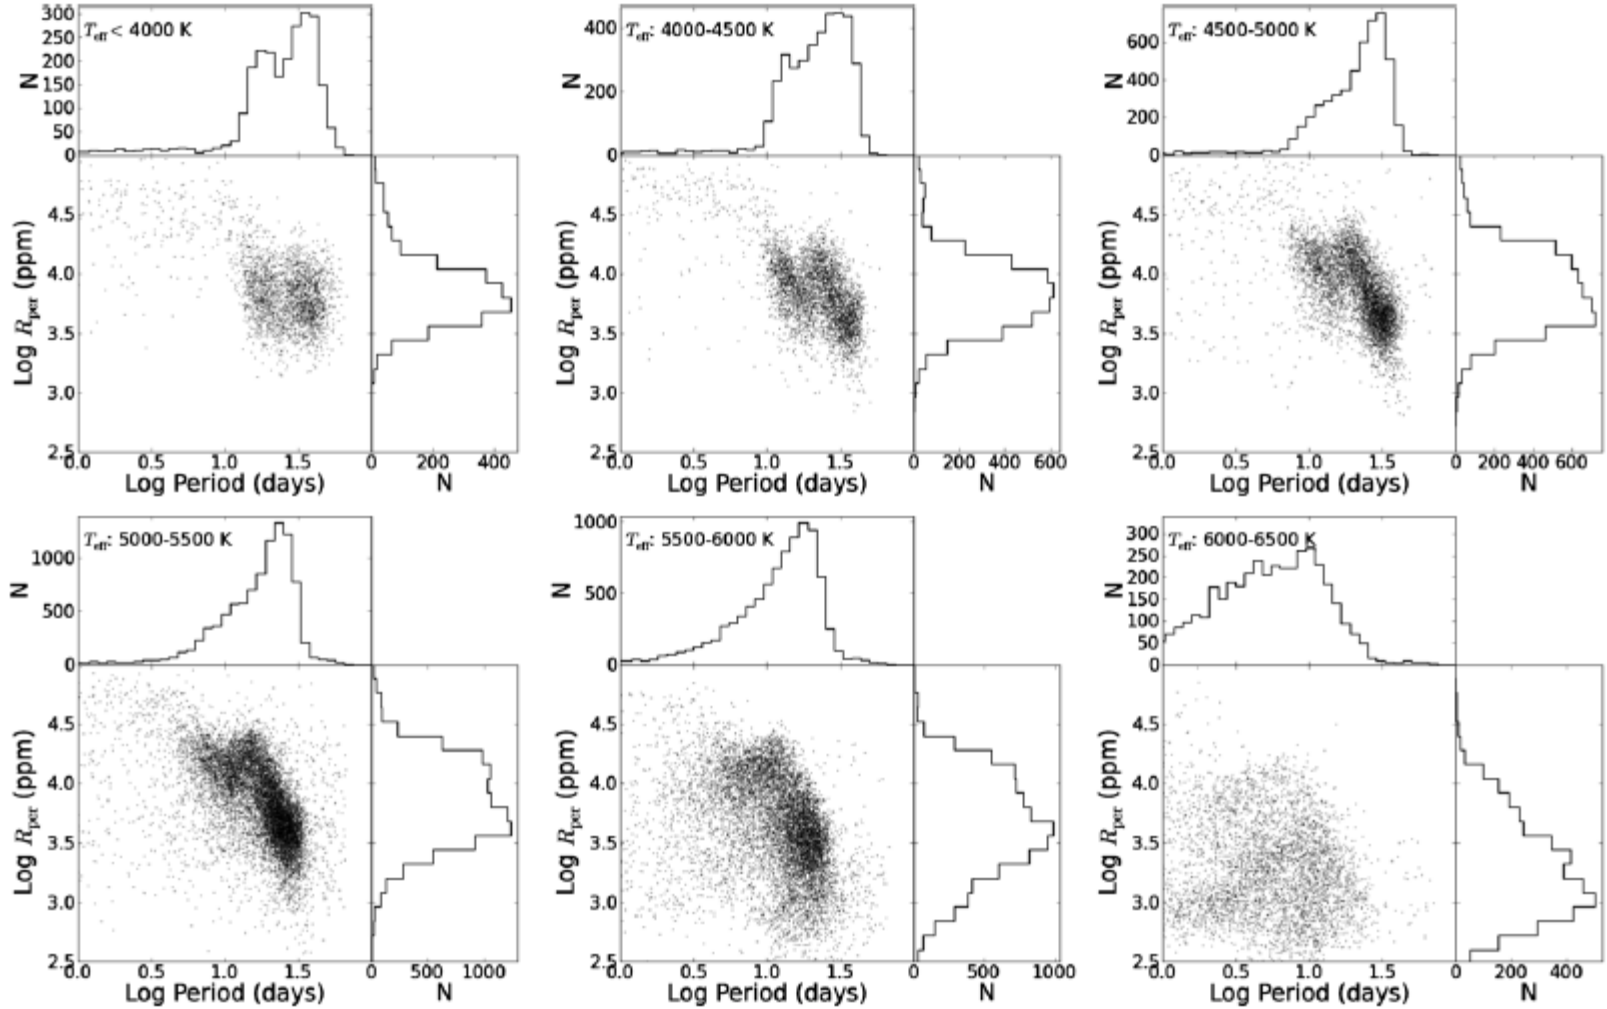 300
250
200
150
100
50
0
N
T_eff < 4000 K
4.5
4.0
3.5
3.0
2.5
Log R_per (ppm)
0.0 0.5 1.0 1.5
Log Period (days)
0 200 400
N
400
200
0
N
T_eff: 4000-4500 K
4.5
4.0
3.5
3.0
2.5
Log R_per (ppm)
0.0 0.5 1.0 1.5
Log Period (days)
0 100 200 300 400 500 600
N
600
400
200
0
N
T_eff: 4500-5000 K
4.5
4.0
3.5
3.0
2.5
Log R_per (ppm)
0.0 0.5 1.0 1.5
Log Period (days)
0 200 400 600
N
1000
500
0
N
T_eff: 5000-5500 K
4.5
4.0
3.5
3.0
2.5
Log R_per (ppm)
0.0 0.5 1.0 1.5
Log Period (days)
0 500 1000
N
1000
500
0
N
T_eff: 5500-6000 K
4.5
4.0
3.5
3.0
2.5
Log R_per (ppm)
0.0 0.5 1.0 1.5
Log Period (days)
0 500 1000
N
300
250
200
150
100
50
0
N
T_eff: 6000-6500 K
4.5
4.0
3.5
3.0
2.5
Log R_per (ppm)
0.0 0.5 1.0 1.5
Log Period (days)
0 200 400
N